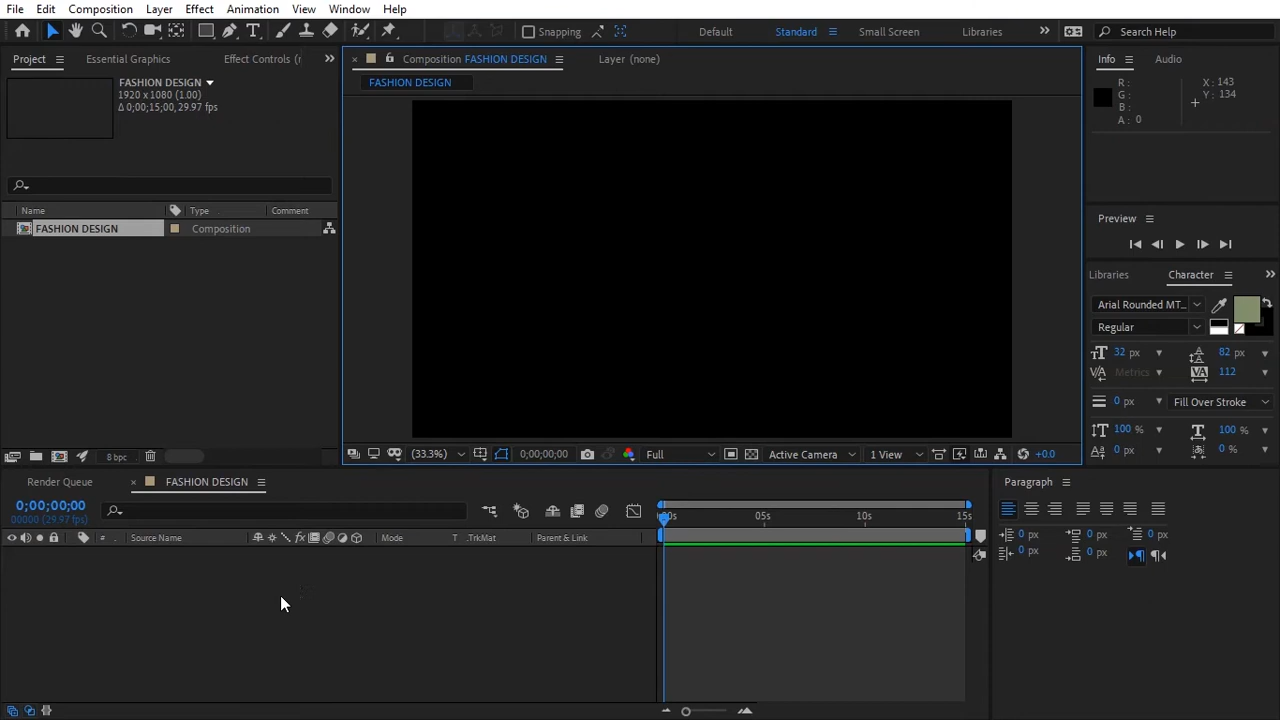 File Edit Composition Layer Effect Animation View Window Help
Snapping Default Standard Small Screen Libraries Search Help
Project Essential Graphics Effect Controls (
Composition FASHION DESIGN Layer (none)
Info Audio
FASHION DESIGN
1920 x 1080 (1.00)
Δ 0;00;15;00, 29.97 fps
FASHION DESIGN
R :
G :
B :
A : 0
X : 143
Y : 134
Name Type Comment
FASHION DESIGN Composition
Preview
Libraries Character
Arial Rounded MT...
Regular
32 px 82 px
Metrics 112
0 px Fill Over Stroke
100 % 100 %
0 px 0 %
8 bpc
(33.3%) 0;00;00;00 Full Active Camera 1 View +0.0
Render Queue FASHION DESIGN
Paragraph
0;00;00;00
00000 (29.97 fps)
:00s 05s 10s 15s
# Source Name Mode T .TrkMat Parent & Link
0 px 0 px 0 px
0 px 0 px